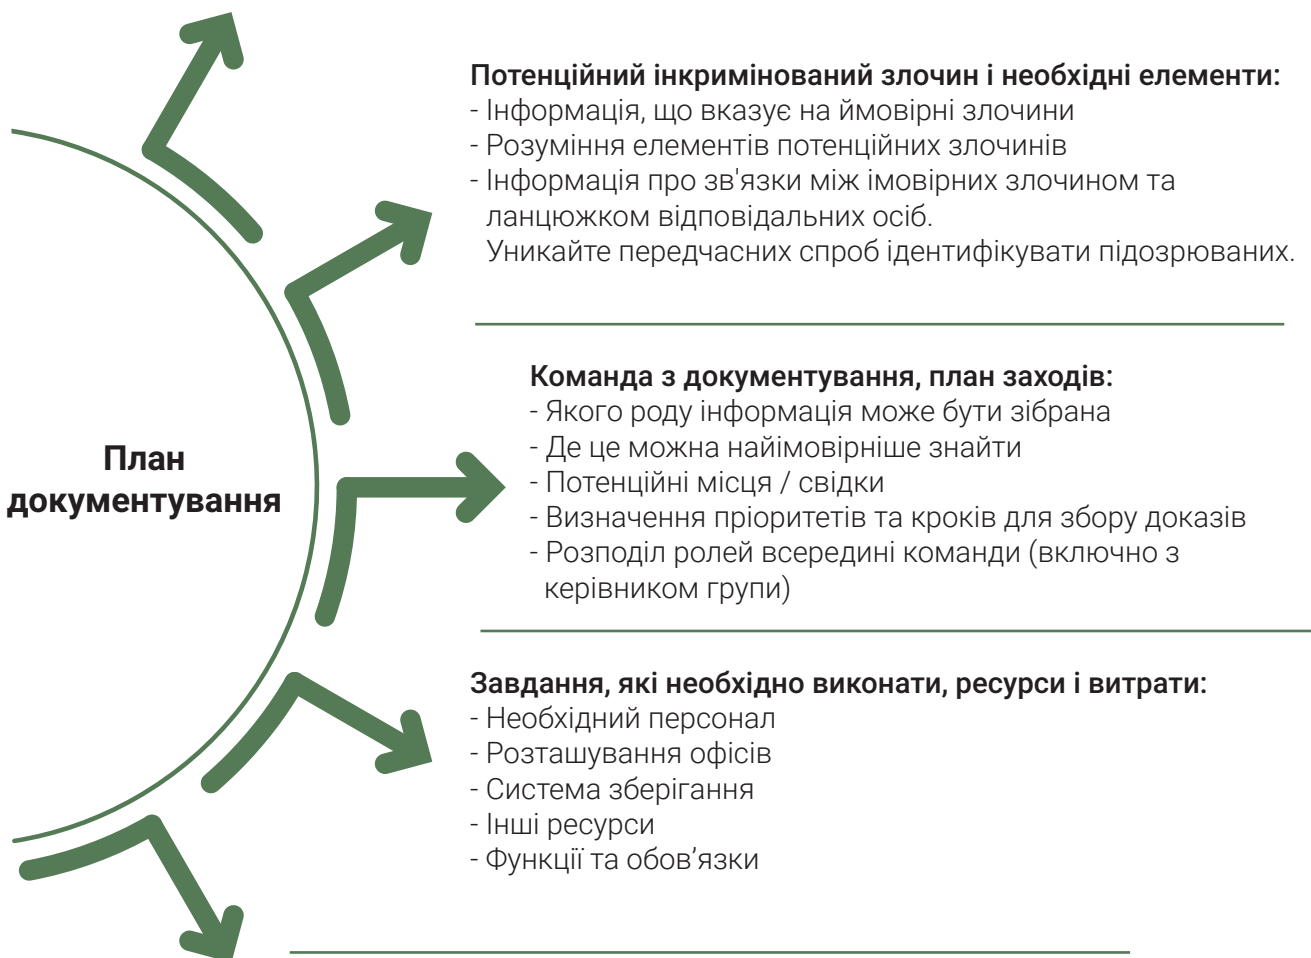 Потенційний інкримінований злочин і необхідні елементи:
- Інформація, що вказує на ймовірні злочини
- Розуміння елементів потенційних злочинів
- Інформація про зв'язки між імовірних злочином та
ланцюжком відповідальних осіб.
Уникайте передчасних спроб ідентифікувати підозрюваних.
Команда з документування, план заходів:
- Якого роду інформація може бути зібрана
- Де це можна найімовірніше знайти
- Потенційні місця / свідки
- Визначення пріоритетів та кроків для збору доказів
- Розподіл ролей всередині команди (включно з
керівником групи)
План
документування
Завдання, які необхідно виконати, ресурси і витрати:
- Необхідний персонал
- Розташування офісів
- Система зберігання
- Інші ресурси
- Функції та обов’язки